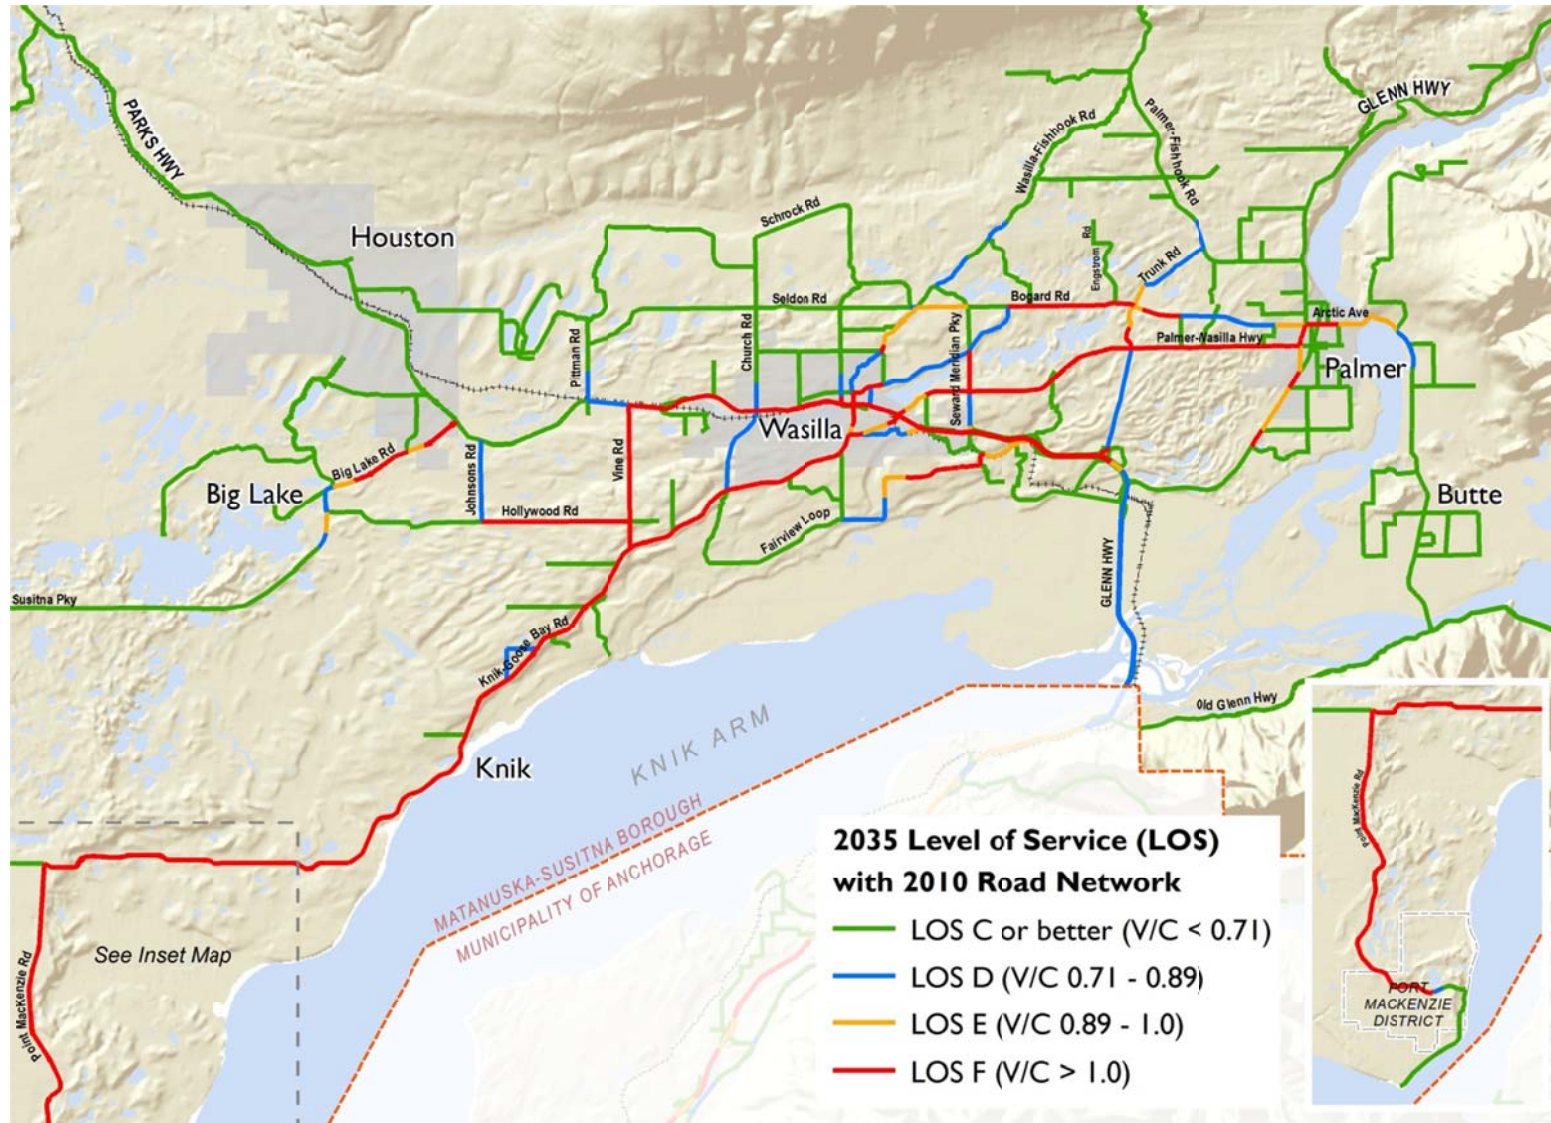 PARKS HWY
GLENN HWY
Wasilla-Fishhook Rd
Palmer-Fishhook Rd
Schrock Rd
Houston
Engstrom Rd
Trunk Rd
Seldon Rd
Bogard Rd
Arctic Ave
Pittman Rd
Church Rd
Seward Meridian Pky
Palmer-Wasilla Hwy
Palmer
Wasilla
Big Lake Rd
Johnsons Rd
Vine Rd
Big Lake
Hollywood Rd
Fairview Loop
Butte
GLENN HWY
Susitna Pky
Knik-Goose Bay Rd
Old Glenn Hwy
Knik
KNIK ARM
MATANUSKA-SUSITNA BOROUGH
MUNICIPALITY OF ANCHORAGE
See Inset Map
Point MacKenzie Rd
2035 Level of Service (LOS)
with 2010 Road Network
LOS C or better (V/C < 0.71)
LOS D (V/C 0.71 - 0.89)
LOS E (V/C 0.89 - 1.0)
LOS F (V/C > 1.0)
Point MacKenzie Rd
PORT
MACKENZIE
DISTRICT